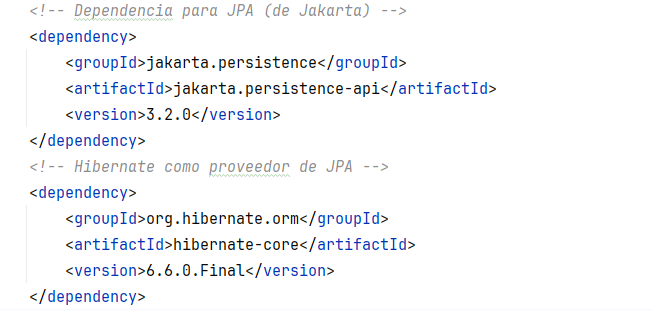 <!-- Dependencia para JPA (de Jakarta) -->
<dependency>
    <groupId>jakarta.persistence</groupId>
    <artifactId>jakarta.persistence-api</artifactId>
    <version>3.2.0</version>
</dependency>
<!-- Hibernate como proveedor de JPA -->
<dependency>
    <groupId>org.hibernate.orm</groupId>
    <artifactId>hibernate-core</artifactId>
    <version>6.6.0.Final</version>
</dependency>